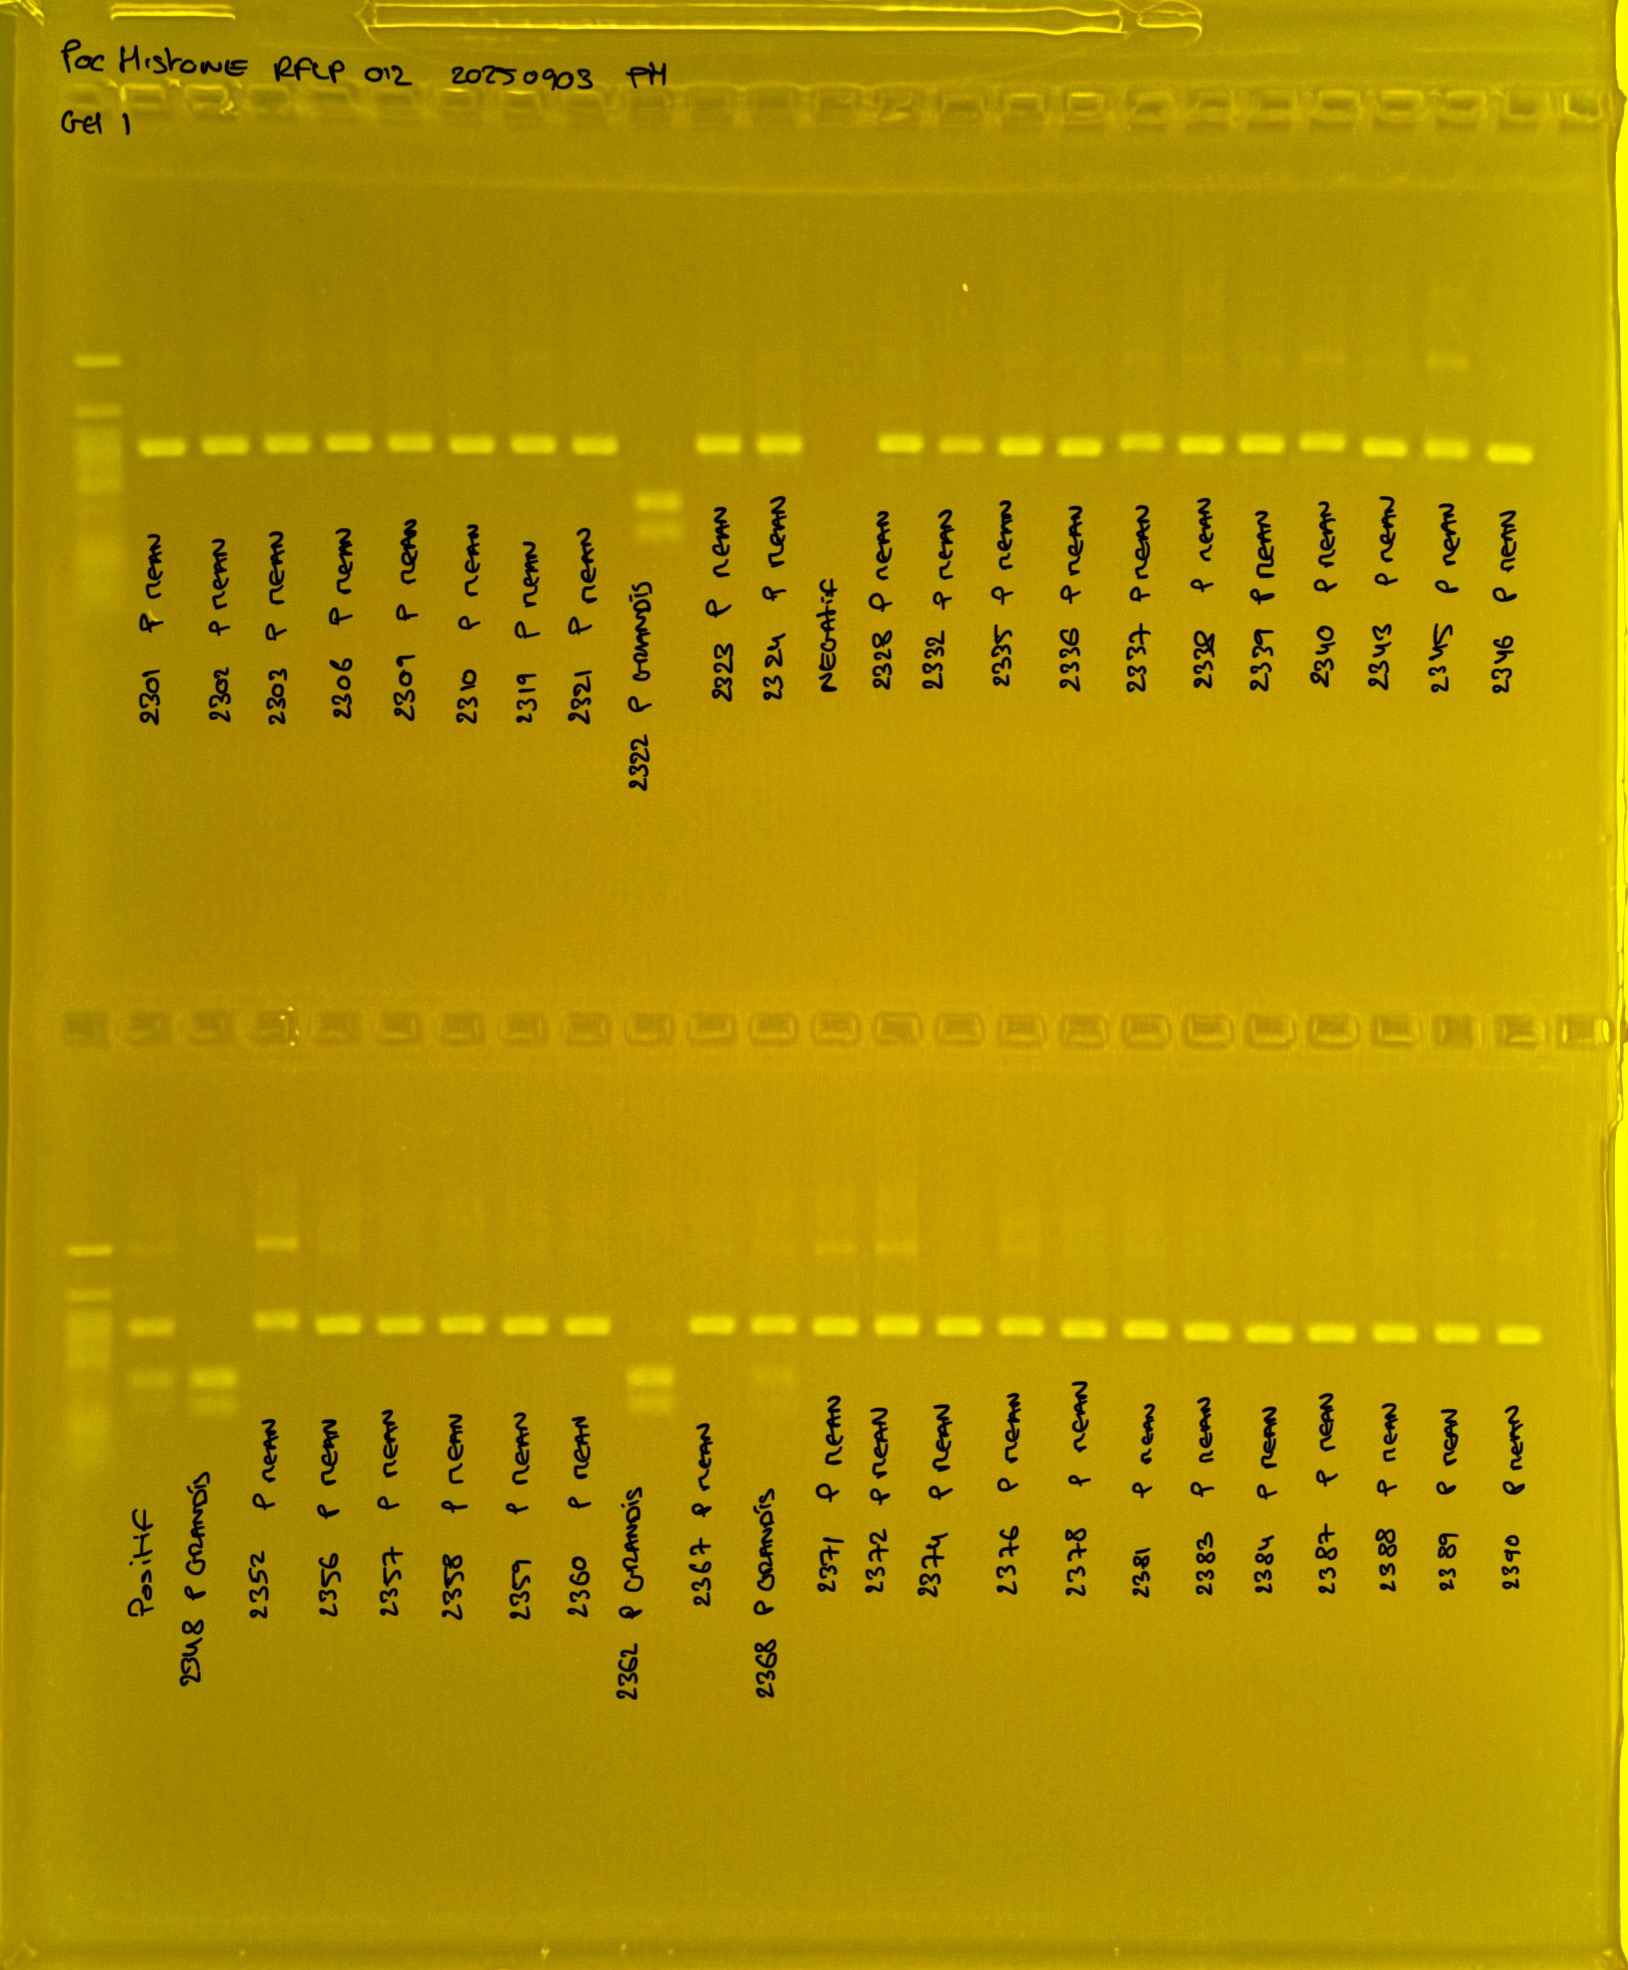 Poc Histone RFLP 012 20250903 PH
Gel 1
2301 P mean
2302 P mean
2303 P mean
2306 P mean
2309 P mean
2310 P mean
2319 P mean
2321 P mean
2322 P GRANDIS
2323 P mean
2324 P mean
NEGATIF
2328 P mean
2332 P mean
2335 P mean
2336 P mean
2337 P mean
2338 P mean
2339 P mean
2340 P mean
2343 P mean
2345 P mean
2346 P mean
Positif
2348 P GRANDIS
2352 P mean
2356 P mean
2357 P mean
2358 P mean
2359 P mean
2360 P mean
2362 P GRANDIS
2367 P mean
2368 P GRANDIS
2371 P mean
2372 P mean
2374 P mean
2376 P mean
2378 P mean
2381 P mean
2383 P mean
2384 P mean
2387 P mean
2388 P mean
2389 P mean
2390 P mean